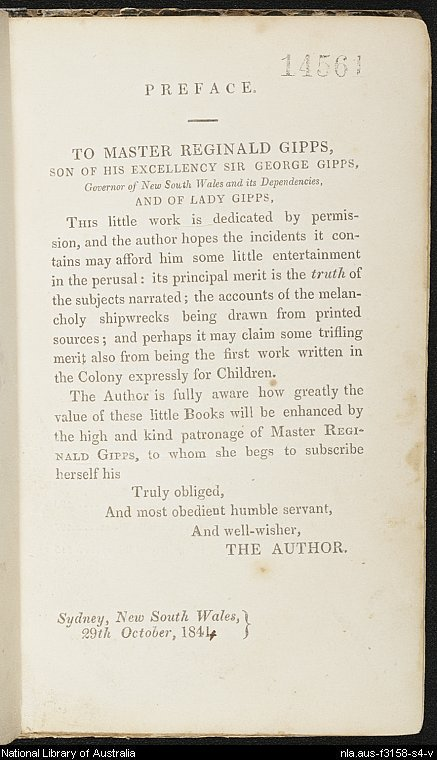 14561
PREFACE.
TO MASTER REGINALD GIPPS,
SON OF HIS EXCELLENCY SIR GEORGE GIPPS,
Governor of New South Wales and its Dependencies,
AND OF LADY GIPPS,
THIS little work is dedicated by permis-
sion, and the author hopes the incidents it con-
tains may afford him some little entertainment
in the perusal: its principal merit is the truth of
the subjects narrated; the accounts of the melan-
choly shipwrecks being drawn from printed
sources; and perhaps it may claim some trifling
merit also from being the first work written in
the Colony expressly for Children.
The Author is fully aware how greatly the
value of these little Books will be enhanced by
the high and kind patronage of Master REGI-
NALD GIPPS, to whom she begs to subscribe
herself his
Truly obliged,
And most obedient humble servant,
And well-wisher,
THE AUTHOR.
Sydney, New South Wales, }
29th October, 1841.
National Library of Australia
nla.aus-f3158-s4-v